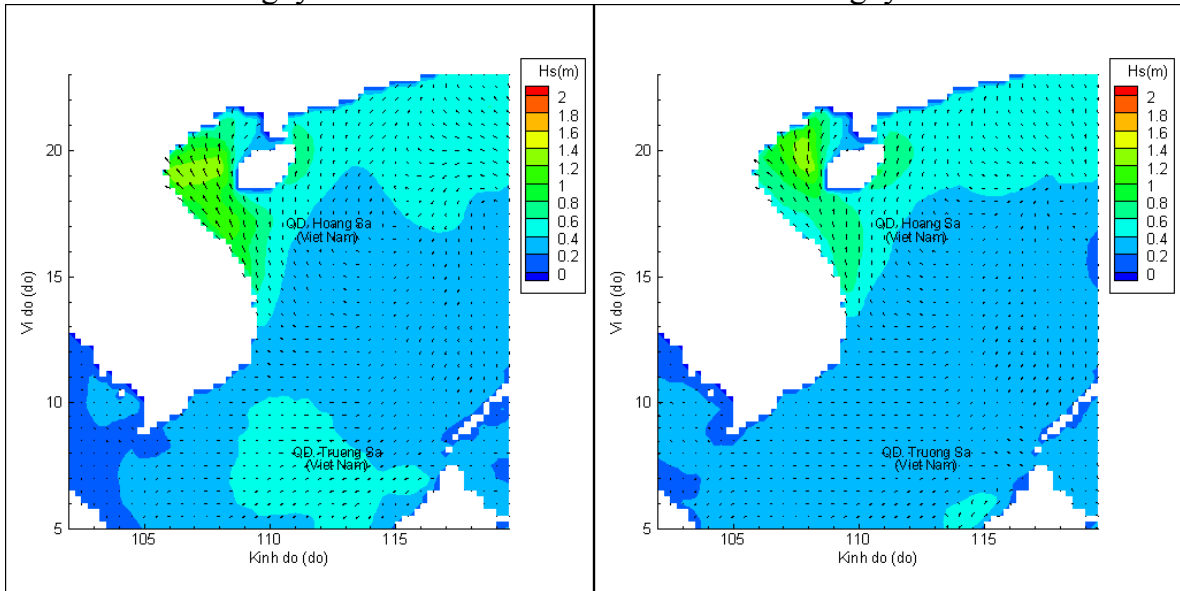 Hs(m)
2
1.8
1.6
1.4
1.2
1
0.8
0.6
0.4
0.2
0
20
15
10
5
Vi do (do)
QD. Hoang Sa
(Viet Nam)
QD. Truong Sa
(Viet Nam)
105 110 115
Kinh do (do)
Hs(m)
2
1.8
1.6
1.4
1.2
1
0.8
0.6
0.4
0.2
0
20
15
10
5
Vi do (do)
QD. Hoang Sa
(Viet Nam)
QD. Truong Sa
(Viet Nam)
105 110 115
Kinh do (do)